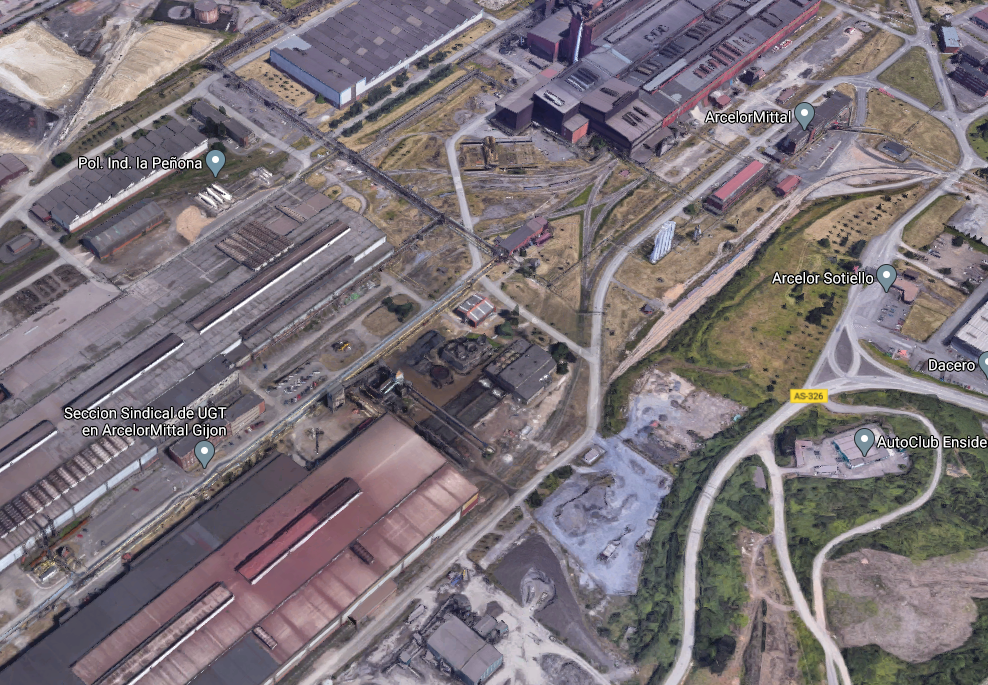 ArcelorMittal
Pol. Ind. la Peñona
Arcelor Sotiello
Dacero
AS-326
Seccion Sindical de UGT
en ArcelorMittal Gijon
AutoClub Enside